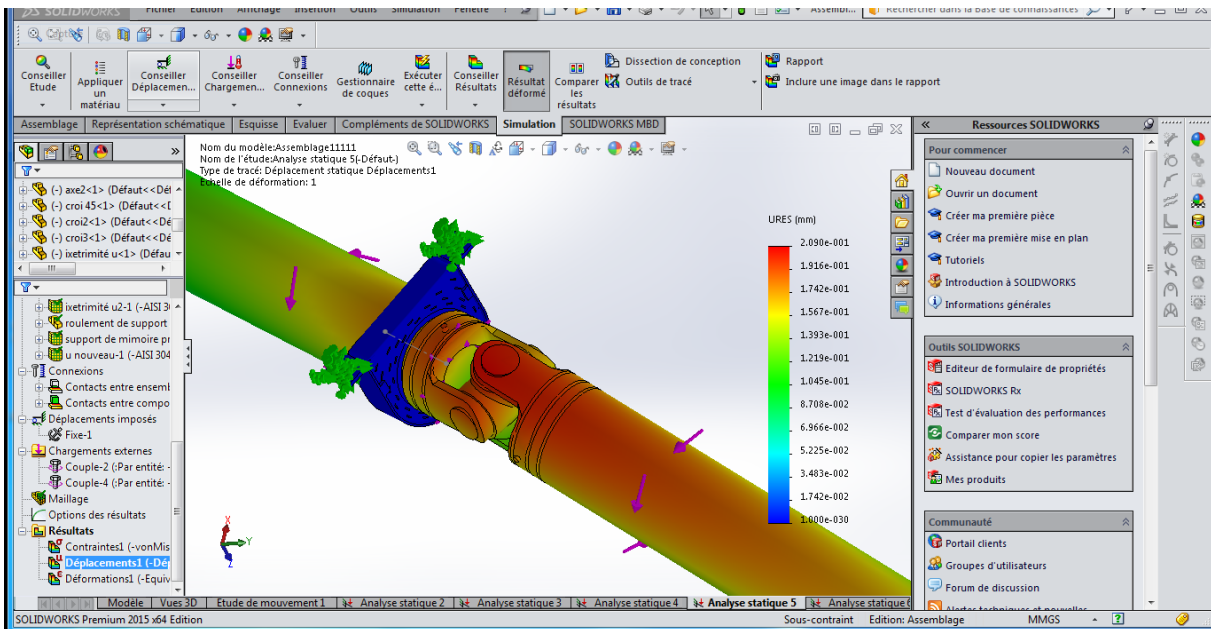 SOLIDWORKS
Fichier Edition Affichage Insertion Outils Simulation Fenêtre ? Assembl... Rechercher dans la Base de connaissances
Conseiller Etude
Appliquer un matériau
Conseiller Déplacemen...
Conseiller Chargemen...
Conseiller Connexions
Gestionnaire de coques
Exécuter cette é...
Conseiller Résultats
Résultat déformé
Comparer les résultats
Dissection de conception
Outils de tracé
Rapport
Inclure une image dans le rapport
Assemblage Représentation schématique Esquisse Evaluer Compléments de SOLIDWORKS Simulation SOLIDWORKS MBD
(-) axe2<1> (Défaut<<Déf
(-) croi 45<1> (Défaut<<D
(-) croi2<1> (Défaut<<Dé
(-) croi3<1> (Défaut<<Dé
(-) ixetrimité u<1> (Défau
ixetrimité u2-1 (-AISI 3
roulement de support
support de mimoire pr
u nouveau-1 (-AISI 304
Connexions
Contacts entre ensem
Contacts entre compo
Déplacements imposés
Fixe-1
Chargements externes
Couple-2 (:Par entité: -
Couple-4 (:Par entité: -
Maillage
Options des résultats
Résultats
Contraintes1 (-vonMis
Déplacements1 (-Dé
Déformations1 (-Equiv
Nom du modèle:Assemblage11111
Nom de l'étude:Analyse statique 5(-Défaut-)
Type de tracé: Déplacement statique Déplacements1
Echelle de déformation: 1
URES (mm)
2.090e-001
1.916e-001
1.742e-001
1.567e-001
1.393e-001
1.219e-001
1.045e-001
8.708e-002
6.966e-002
5.225e-002
3.483e-002
1.742e-002
1.000e-030
X
Y
Z
Ressources SOLIDWORKS
Pour commencer
Nouveau document
Ouvrir un document
Créer ma première pièce
Créer ma première mise en plan
Tutoriels
Introduction à SOLIDWORKS
Informations générales
Outils SOLIDWORKS
Editeur de formulaire de propriétés
SOLIDWORKS Rx
Test d'évaluation des performances
Comparer mon score
Assistance pour copier les paramètres
Mes produits
Communauté
Portail clients
Groupes d'utilisateurs
Forum de discussion
Alertes techniques et nouvelles
Modèle Vues 3D Etude de mouvement 1 Analyse statique 2 Analyse statique 3 Analyse statique 4 Analyse statique 5 Analyse statique 6
SOLIDWORKS Premium 2015 x64 Edition Sous-contraint Edition: Assemblage MMGS